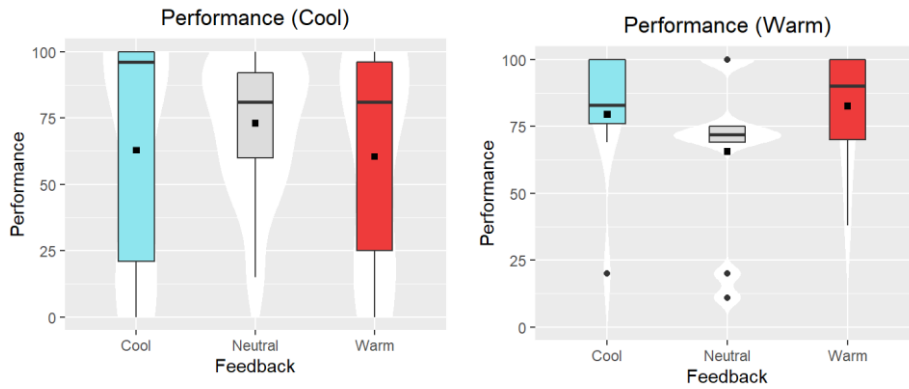 Performance (Cool)
100
75
50
25
0
Performance
Cool Neutral Warm
Feedback
Performance (Warm)
100
75
50
25
0
Performance
Cool Neutral Warm
Feedback